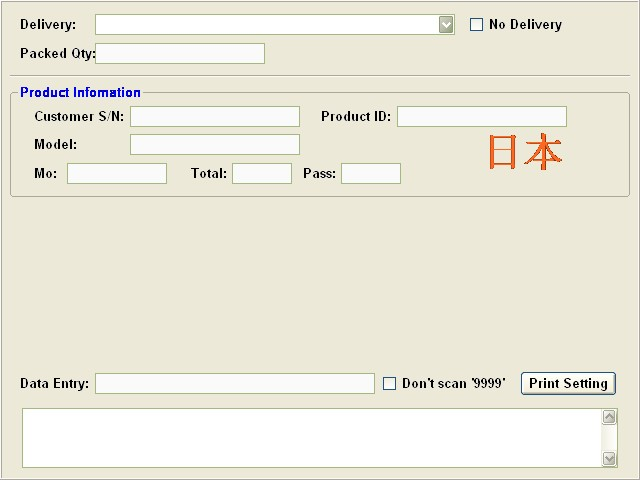 Delivery: No Delivery
Packed Qty:
Product Infomation
Customer S/N: Product ID:
Model: 日本
Mo: Total: Pass:
Data Entry: Don't scan '9999' Print Setting